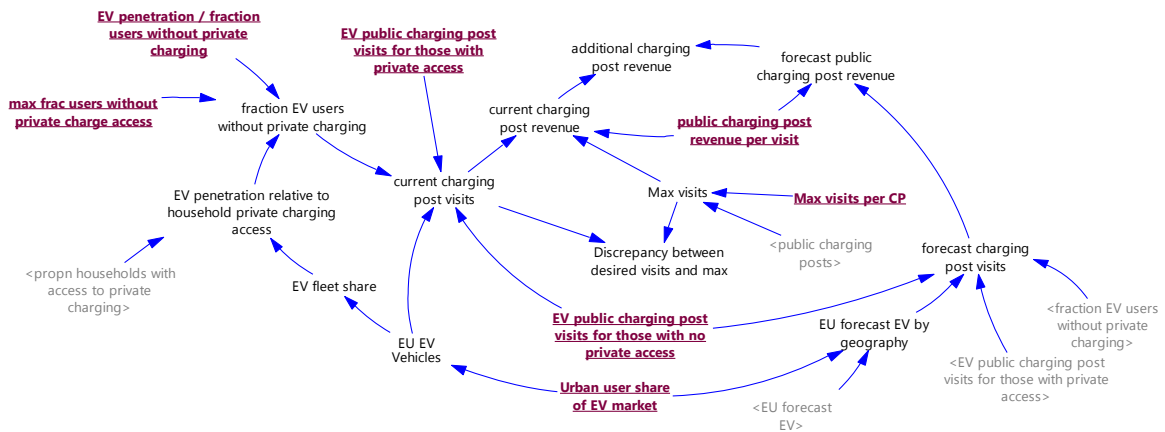 EV penetration / fraction
users without private
charging
EV public charging post
visits for those with
private access
additional charging
post revenue
forecast public
charging post revenue
max frac users without
private charge access
fraction EV users
without private charging
current charging
post revenue
public charging post
revenue per visit
EV penetration relative to
household private charging
access
current charging
post visits
Max visits
Max visits per CP
<propn households with
access to private
charging>
Discrepancy between
desired visits and max
<public charging
posts>
forecast charging
post visits
EV fleet share
EV public charging post
visits for those with no
private access
EU EV
Vehicles
EU forecast EV by
geography
<fraction EV users
without private
charging>
<EV public charging post
visits for those with private
access>
Urban user share
of EV market
<EU forecast
EV>